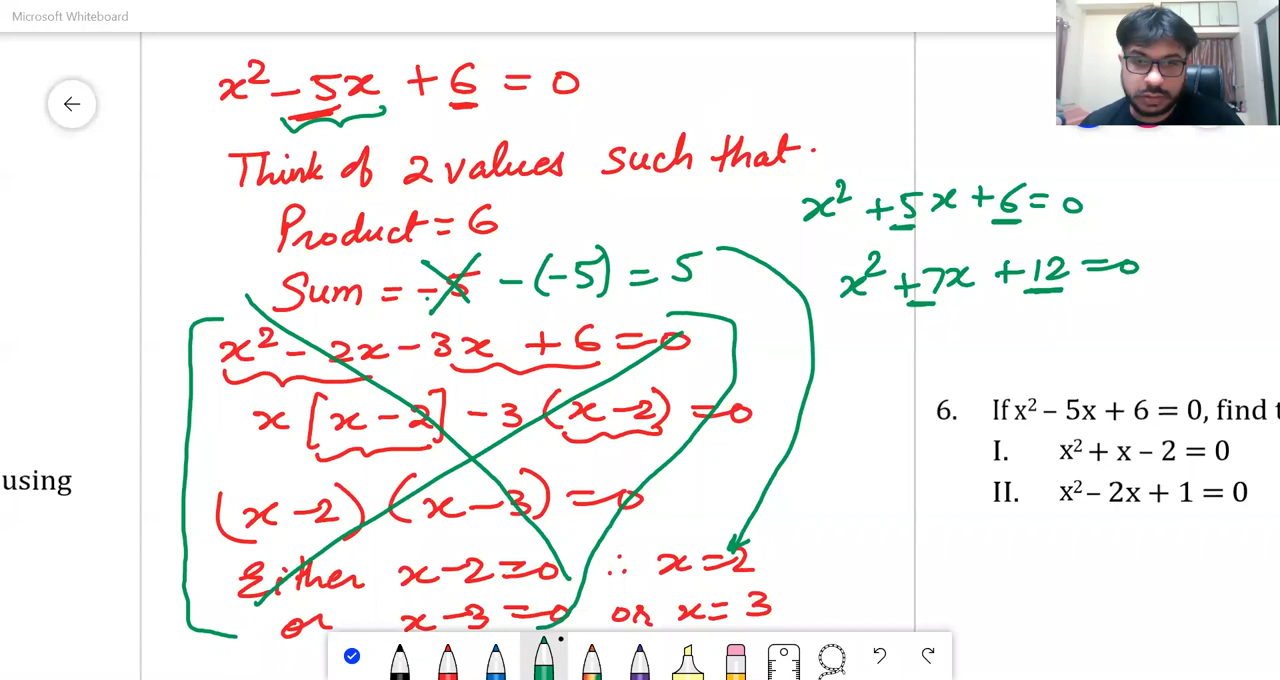 Microsoft Whiteboard
x² - 5x + 6 = 0
Think of 2 values such that.
Product = 6
Sum = -5 - (-5) = 5
x² - 2x - 3x + 6 = 0
x [x - 2] - 3 (x - 2) = 0
(x - 2) (x - 3) = 0
Either x - 2 = 0 ∴ x = 2
or x - 3 = 0 or x = 3
x² + 5x + 6 = 0
x² + 7x + 12 = 0
using
6. If x² – 5x + 6 = 0, find
I. x² + x – 2 = 0
II. x² – 2x + 1 = 0